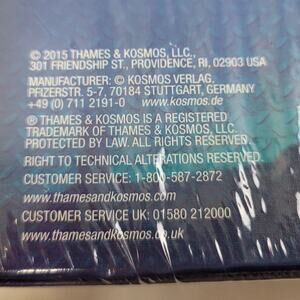 © 2015 THAMES & KOSMOS, LLC.,
301 FRIENDSHIP ST., PROVIDENCE, RI, 02903 USA
MANUFACTURER: © KOSMOS VERLAG.
PFIZERSTR. 5-7, 70184 STUTTGART, GERMANY
+49 (0) 711 2191-0 www.kosmos.de
® THAMES & KOSMOS IS A REGISTERED
TRADEMARK OF THAMES & KOSMOS, LLC.
PROTECTED BY LAW. ALL RIGHTS RESERVED.
RIGHT TO TECHNICAL ALTERATIONS RESERVED.
CUSTOMER SERVICE: 1-800-587-2872
www.thamesandkosmos.com
CUSTOMER SERVICE UK: 01580 212000
www.thamesandkosmos.co.uk